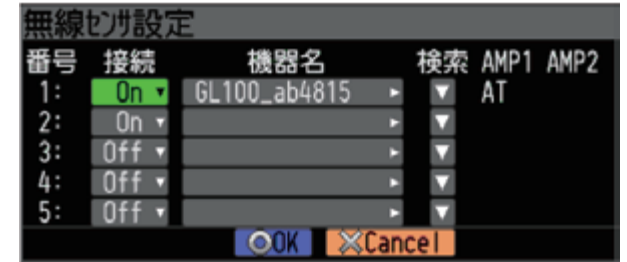 無線センサ設定
番号 接続 機器名 検索 AMP1 AMP2
1: On GL100_ab4815 AT
2: On
3: Off
4: Off
5: Off
OK Cancel